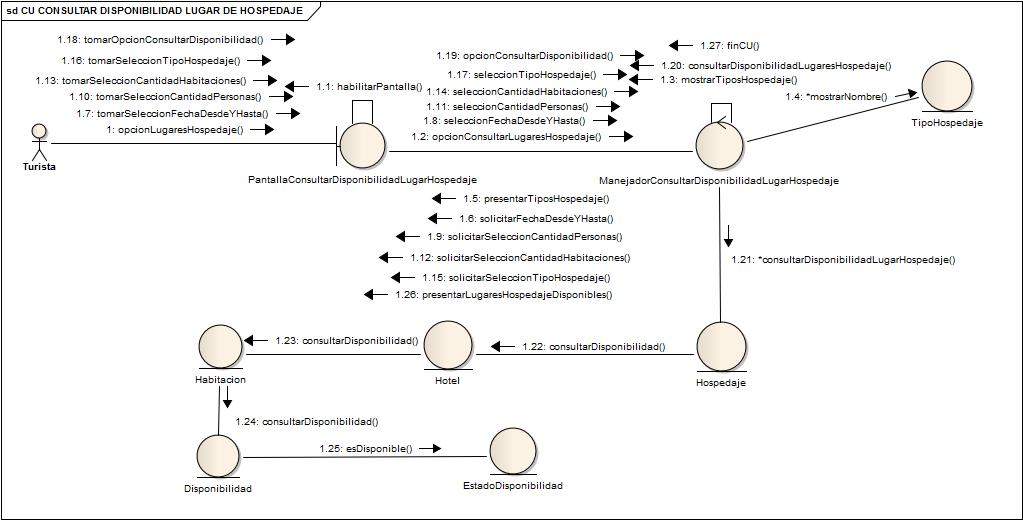 sd CU CONSULTAR DISPONIBILIDAD LUGAR DE HOSPEDAJE
1.18: tomarOpcionConsultarDisponibilidad()
1.16: tomarSeleccionTipoHospedaje()
1.13: tomarSeleccionCantidadHabitaciones()
1.10: tomarSeleccionCantidadPersonas()
1.7: tomarSeleccionFechaDesdeYHasta()
1: opcionLugaresHospedaje()
1.1: habilitarPantalla()
1.19: opcionConsultarDisponibilidad()
1.17: seleccionTipoHospedaje()
1.14: seleccionCantidadHabitaciones()
1.11: seleccionCantidadPersonas()
1.8: seleccionFechaDesdeYHasta()
1.2: opcionConsultarLugaresHospedaje()
1.27: finCU()
1.20: consultarDisponibilidadLugaresHospedaje()
1.3: mostrarTiposHospedaje()
1.4: *mostrarNombre()
TipoHospedaje
Turista
PantallaConsultarDisponibilidadLugarHospedaje
ManejadorConsultarDisponibilidadLugarHospedaje
1.5: presentarTiposHospedaje()
1.6: solicitarFechaDesdeYHasta()
1.9: solicitarSeleccionCantidadPersonas()
1.12: solicitarSeleccionCantidadHabitaciones()
1.15: solicitarSeleccionTipoHospedaje()
1.26: presentarLugaresHospedajeDisponibles()
1.21: *consultarDisponibilidadLugarHospedaje()
1.23: consultarDisponibilidad()
1.22: consultarDisponibilidad()
Habitacion
Hotel
Hospedaje
1.24: consultarDisponibilidad()
1.25: esDisponible()
Disponibilidad
EstadoDisponibilidad